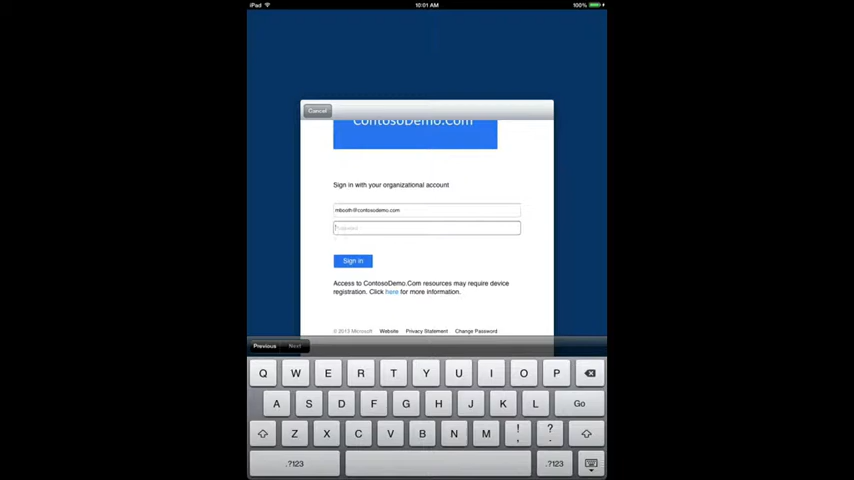 iPad 10:01 AM 100%
Cancel
ContosoDemo.Com
Sign in with your organizational account
mbooth@contosodemo.com
Password
Sign in
Access to ContosoDemo.Com resources may require device
registration. Click here for more information.
© 2013 Microsoft Website Privacy Statement Change Password
Previous Next
Q W E R T Y U I O P
A S D F G H J K L Go
Z X C V B N M ! , ? .
.?123 .?123